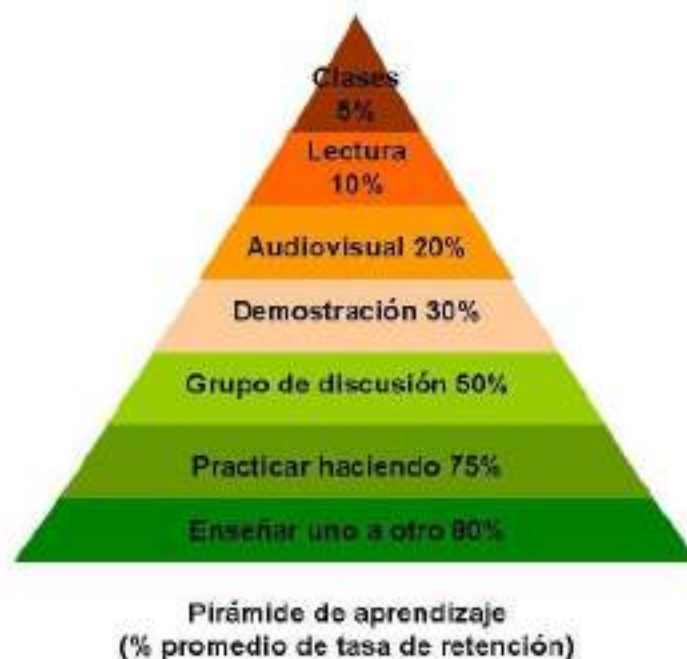 Clases
5%
Lectura
10%
Audiovisual 20%
Demostración 30%
Grupo de discusión 50%
Practicar haciendo 75%
Enseñar uno a otro 90%
Pirámide de aprendizaje
(% promedio de tasa de retención)